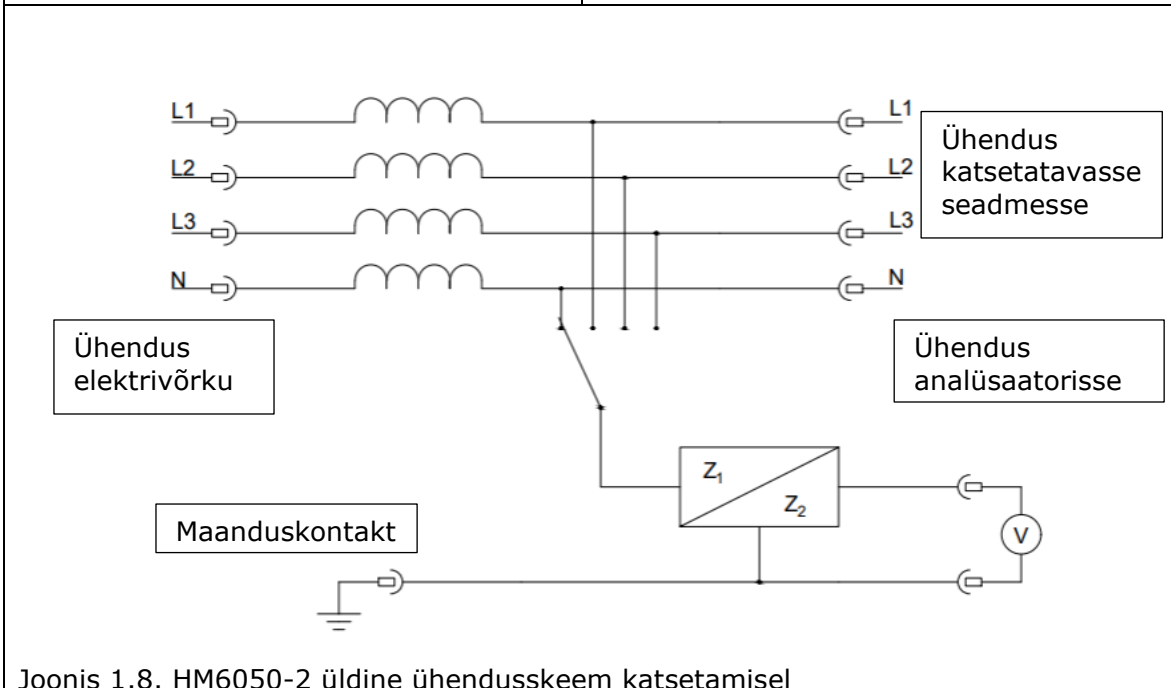 L1
L1
Ühendus
katsetatavasse
seadmesse
L2
L2
L3
L3
N
N
Ühendus
elektrivõrku
Ühendus
analüsaatorisse
Z1
Z2
Maanduskontakt
V
Joonis 1.8. HM6050-2 üldine ühendusskeem katsetamisel